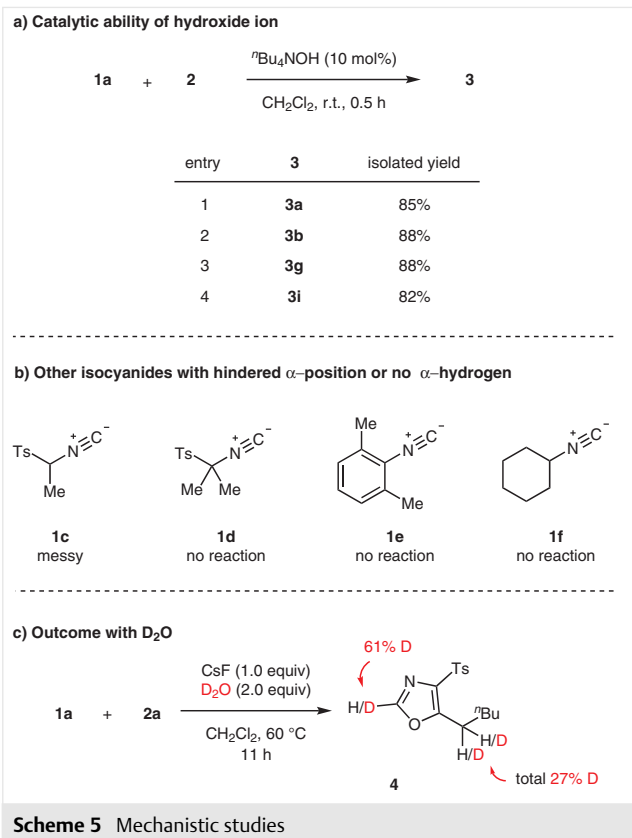 a) Catalytic ability of hydroxide ion
1a + 2 ⁿBu₄NOH (10 mol%) 3
CH₂Cl₂, r.t., 0.5 h
entry 3 isolated yield
1 3a 85%
2 3b 88%
3 3g 88%
4 3i 82%
b) Other isocyanides with hindered α–position or no α–hydrogen
Ts N⁺≡C⁻ Me
Ts N⁺≡C⁻ Me Me
Me N⁺≡C⁻ Me
N⁺≡C⁻
1c 1d 1e 1f
messy no reaction no reaction no reaction
c) Outcome with D₂O
1a + 2a CsF (1.0 equiv)
D₂O (2.0 equiv)
CH₂Cl₂, 60 °C
11 h
61% D
H/D N O Ts ⁿBu
H/D
H/D
total 27% D
4
Scheme 5 Mechanistic studies